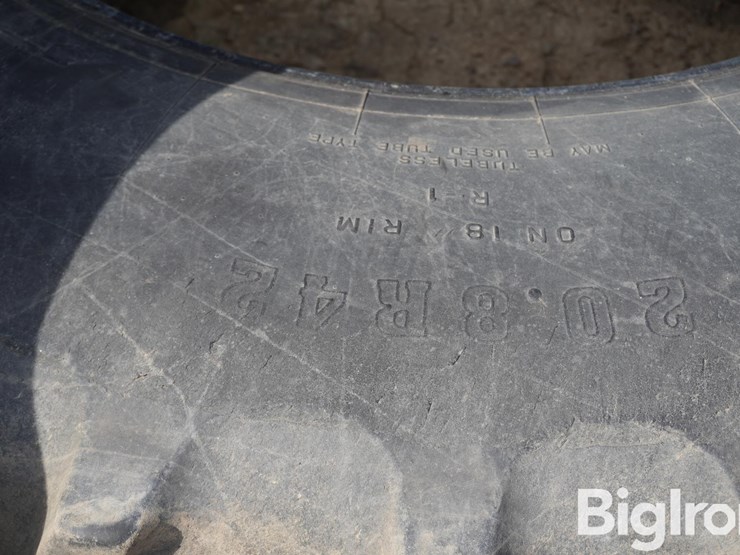 20.8R42
ON 18" RIM
R-1
TUBELESS
MAY BE USED TUBE TYPE
BigIro